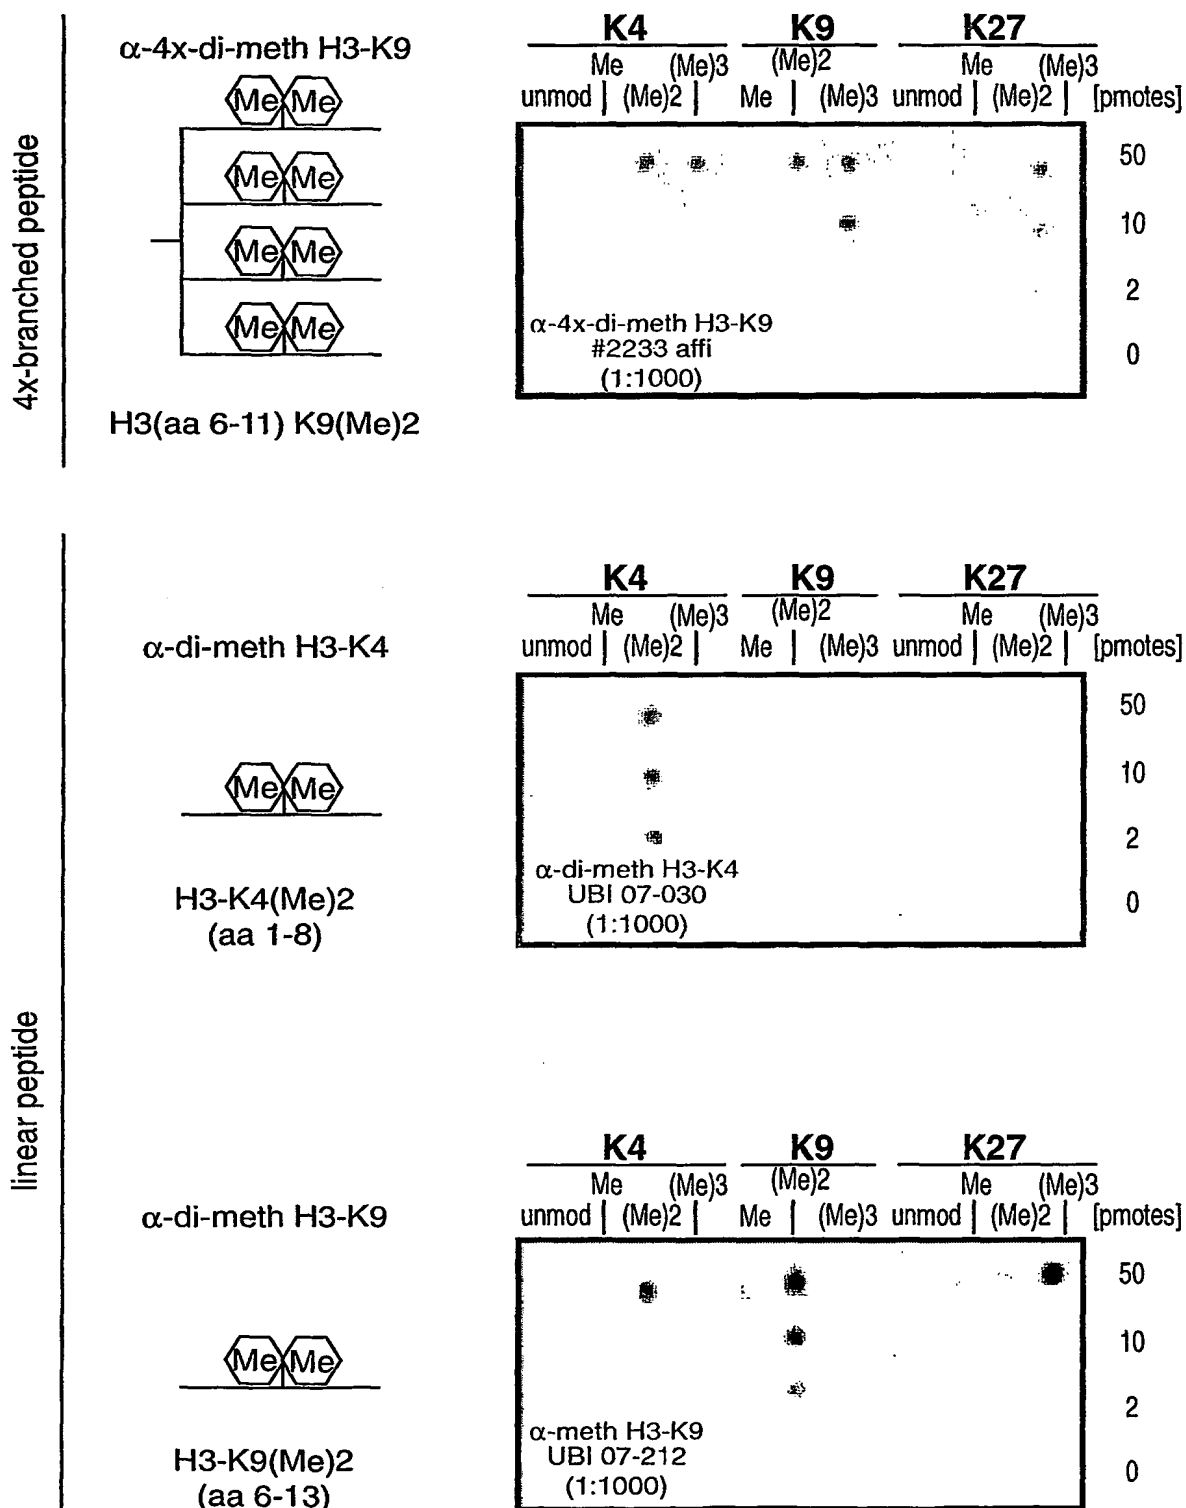 4x-branched peptide
α-4x-di-meth H3-K9
Me Me
Me Me
Me Me
Me Me
H3(aa 6-11) K9(Me)2
K4 K9 K27
Me (Me)3 (Me)2 Me (Me)3
unmod | (Me)2 | Me | (Me)3 unmod | (Me)2 | [pmotes]
50
10
2
0
α-4x-di-meth H3-K9
#2233 affi
(1:1000)
linear peptide
α-di-meth H3-K4
Me Me
H3-K4(Me)2
(aa 1-8)
K4 K9 K27
Me (Me)3 (Me)2 Me (Me)3
unmod | (Me)2 | Me | (Me)3 unmod | (Me)2 | [pmotes]
50
10
2
0
α-di-meth H3-K4
UBI 07-030
(1:1000)
α-di-meth H3-K9
Me Me
H3-K9(Me)2
(aa 6-13)
K4 K9 K27
Me (Me)3 (Me)2 Me (Me)3
unmod | (Me)2 | Me | (Me)3 unmod | (Me)2 | [pmotes]
50
10
2
0
α-meth H3-K9
UBI 07-212
(1:1000)